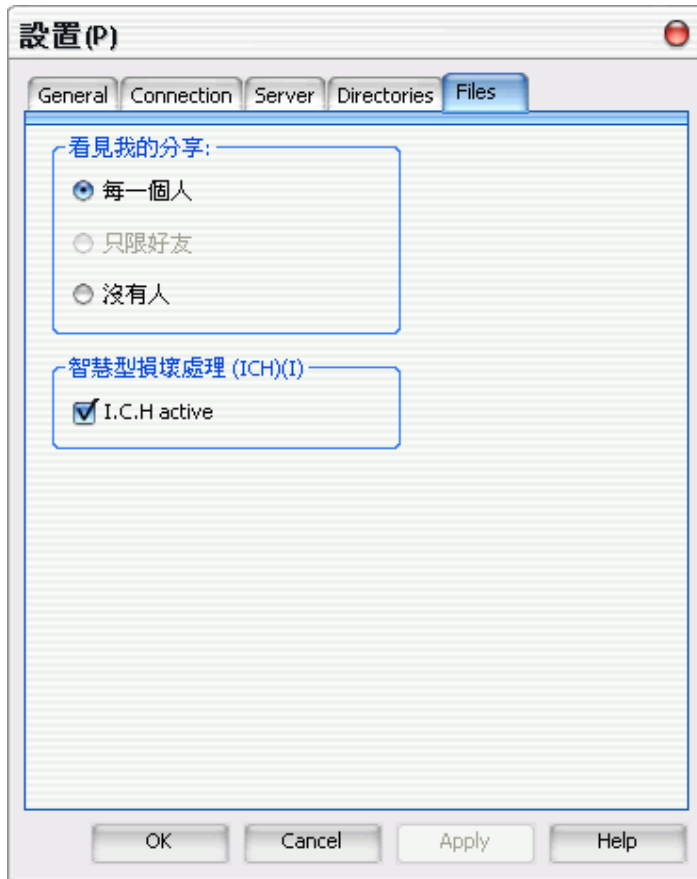 設置(P)
General Connection Server Directories Files
看見我的分享:
每一個人
只限好友
沒有人
智慧型損壞處理 (ICH)(I)
I.C.H active
OK Cancel Apply Help